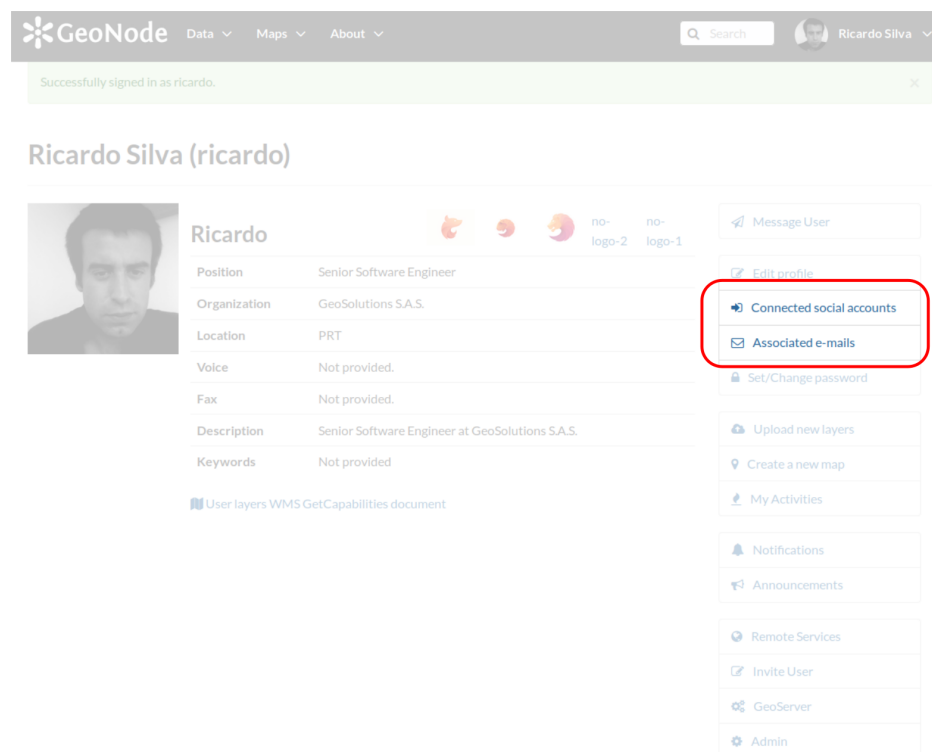 GeoNode Data Maps About Search Ricardo Silva
Successfully signed in as ricardo. ×
Ricardo Silva (ricardo)
Ricardo
no-logo-2
no-logo-1
Position Senior Software Engineer
Organization GeoSolutions S.A.S.
Location PRT
Voice Not provided.
Fax Not provided.
Description Senior Software Engineer at GeoSolutions S.A.S.
Keywords Not provided
User layers WMS GetCapabilities document
Message User
Edit profile
Connected social accounts
Associated e-mails
Set/Change password
Upload new layers
Create a new map
My Activities
Notifications
Announcements
Remote Services
Invite User
GeoServer
Admin